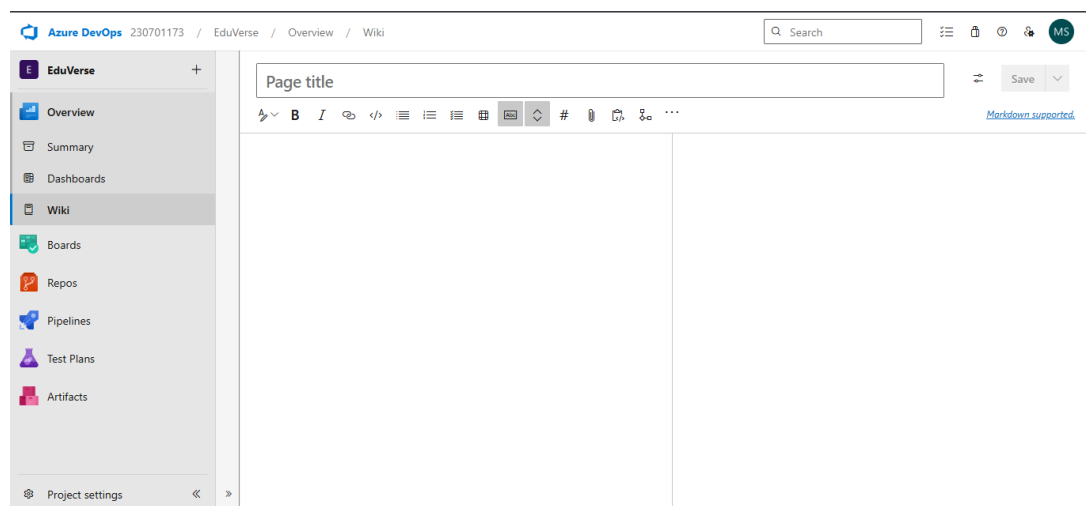 Azure DevOps 230701173 / EduVerse / Overview / Wiki
Search
MS
E EduVerse
Page title
Save
Overview
B I </> Abc # ...
Markdown supported.
Summary
Dashboards
Wiki
Boards
Repos
Pipelines
Test Plans
Artifacts
Project settings